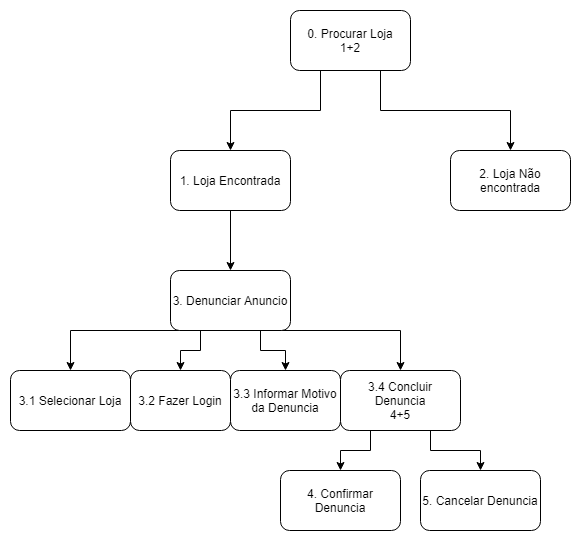 0. Procurar Loja
1+2
1. Loja Encontrada
2. Loja Não
encontrada
3. Denunciar Anuncio
3.1 Selecionar Loja
3.2 Fazer Login
3.3 Informar Motivo
da Denuncia
3.4 Concluir
Denuncia
4+5
4. Confirmar
Denuncia
5. Cancelar Denuncia